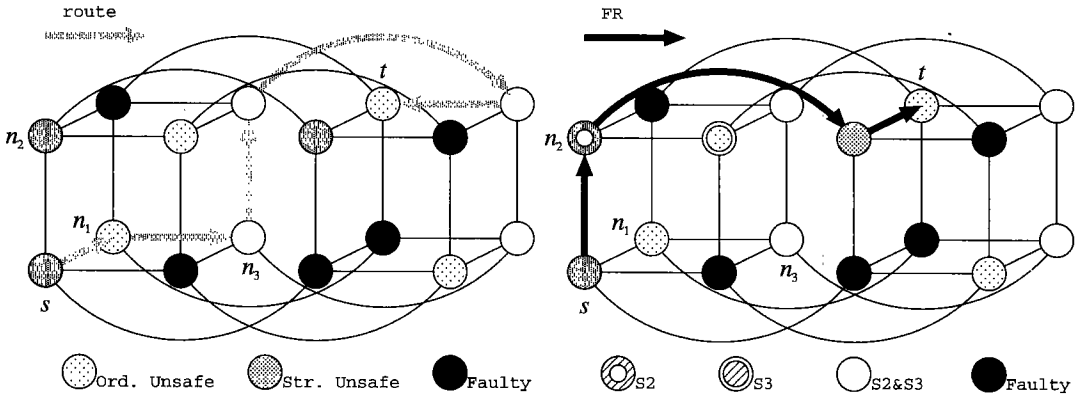 route
t
n2
n1
n3
s
Ord. Unsafe
Str. Unsafe
Faulty
FR
t
n2
n1
n3
s
S2
S3
S2&S3
Faulty